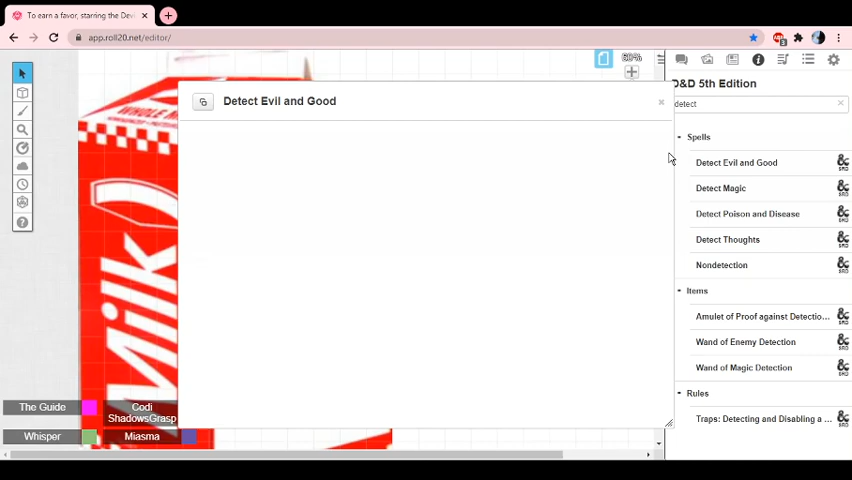 To earn a favor, starring the Devi
app.roll20.net/editor/
3
60%
D&D 5th Edition
detect
Detect Evil and Good
Spells
Detect Evil and Good
Detect Magic
Detect Poison and Disease
Detect Thoughts
Nondetection
Items
Amulet of Proof against Detectio...
Wand of Enemy Detection
Wand of Magic Detection
Rules
Traps: Detecting and Disabling a ...
WHOLE
Milk
The Guide
Codi
ShadowsGrasp
Whisper
Miasma